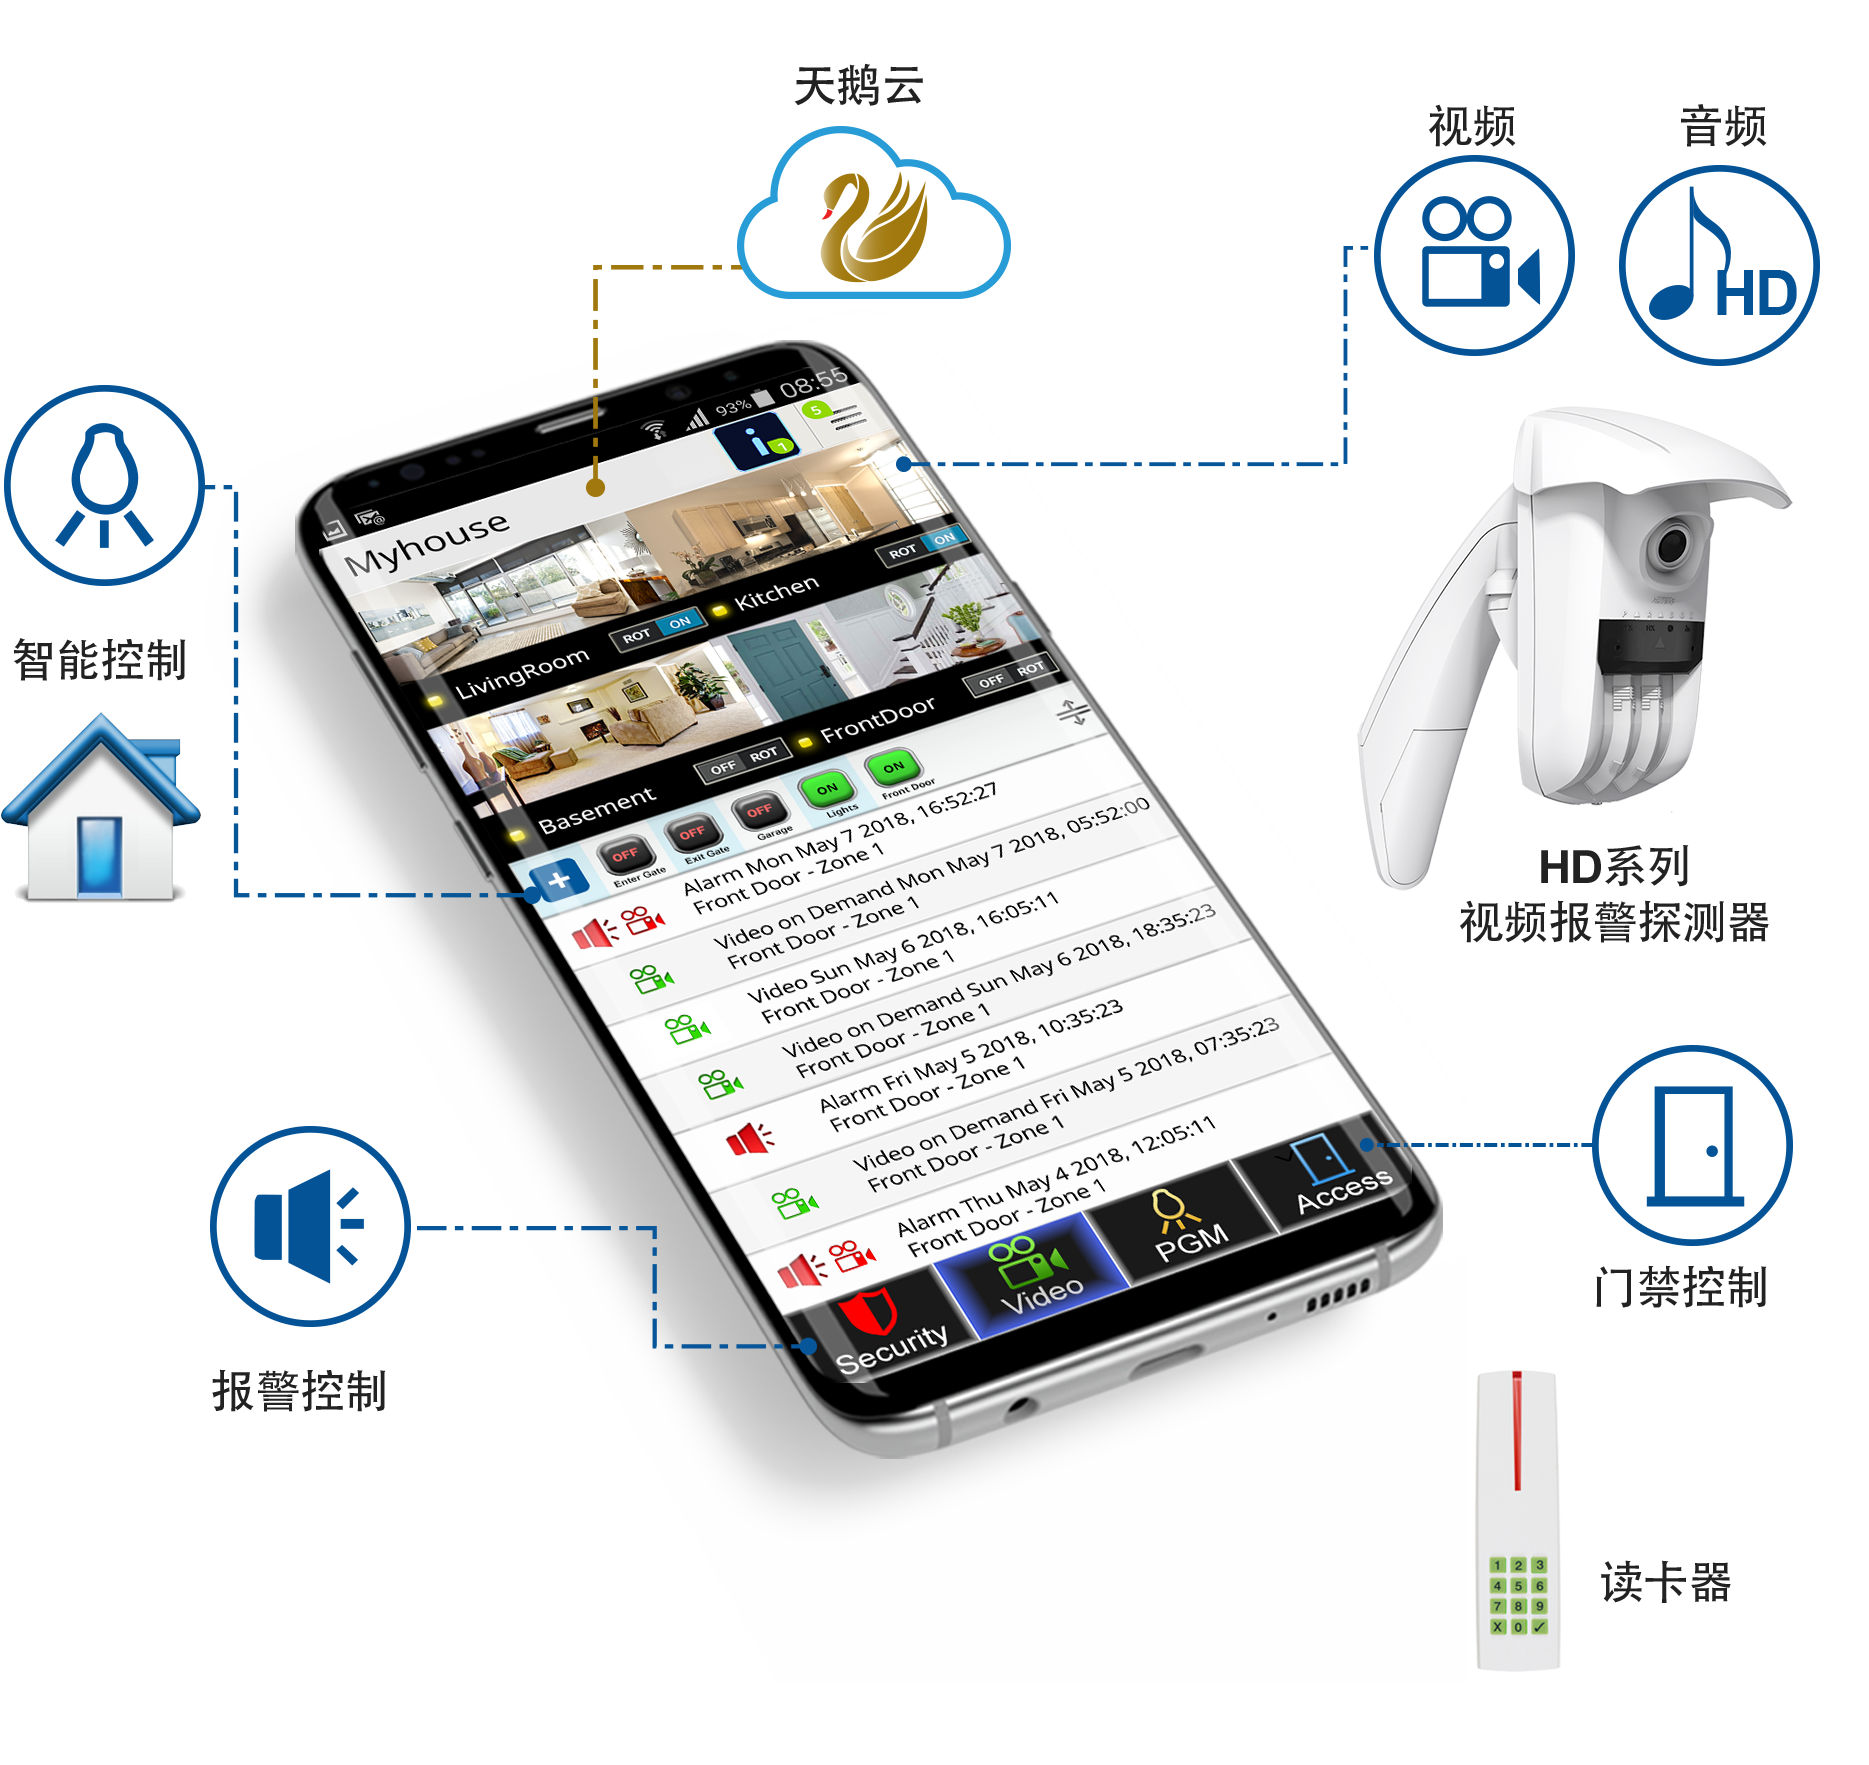 天鹅云
视频
音频
HD
智能控制
93%
08:55
5
i
1
Myhouse
Kitchen
ROT ON
LivingRoom
ROT ON
FrontDoor
OFF ROT
Basement
OFF ROT
OFF
Enter Gate
OFF
Exit Gate
OFF
Garage
ON
Lights
ON
Front Door
Alarm Mon May 7 2018, 16:52:27
Front Door - Zone 1
Video on Demand Mon May 7 2018, 05:52:00
Front Door - Zone 1
Video Sun May 6 2018, 16:05:11
Front Door - Zone 1
Video on Demand Sun May 6 2018, 18:35:23
Front Door - Zone 1
Alarm Fri May 5 2018, 10:35:23
Front Door - Zone 1
Video on Demand Fri May 5 2018, 07:35:23
Front Door - Zone 1
Alarm Thu May 4 2018, 12:05:11
Front Door - Zone 1
Security
Video
PGM
Access
HD系列
视频报警探测器
门禁控制
报警控制
1 2 3
4 5 6
7 8 9
X 0 ✓
读卡器